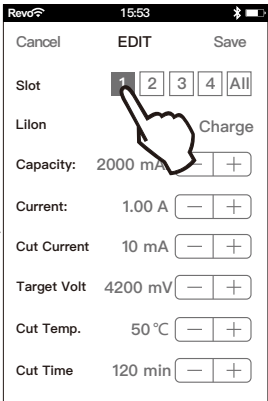 Revo 15:53
Cancel EDIT Save
Slot 1 2 3 4 All
LiIon Charge
Capacity: 2000 mA
Current: 1.00 A − +
Cut Current 10 mA − +
Target Volt 4200 mV − +
Cut Temp. 50℃ − +
Cut Time 120 min − +